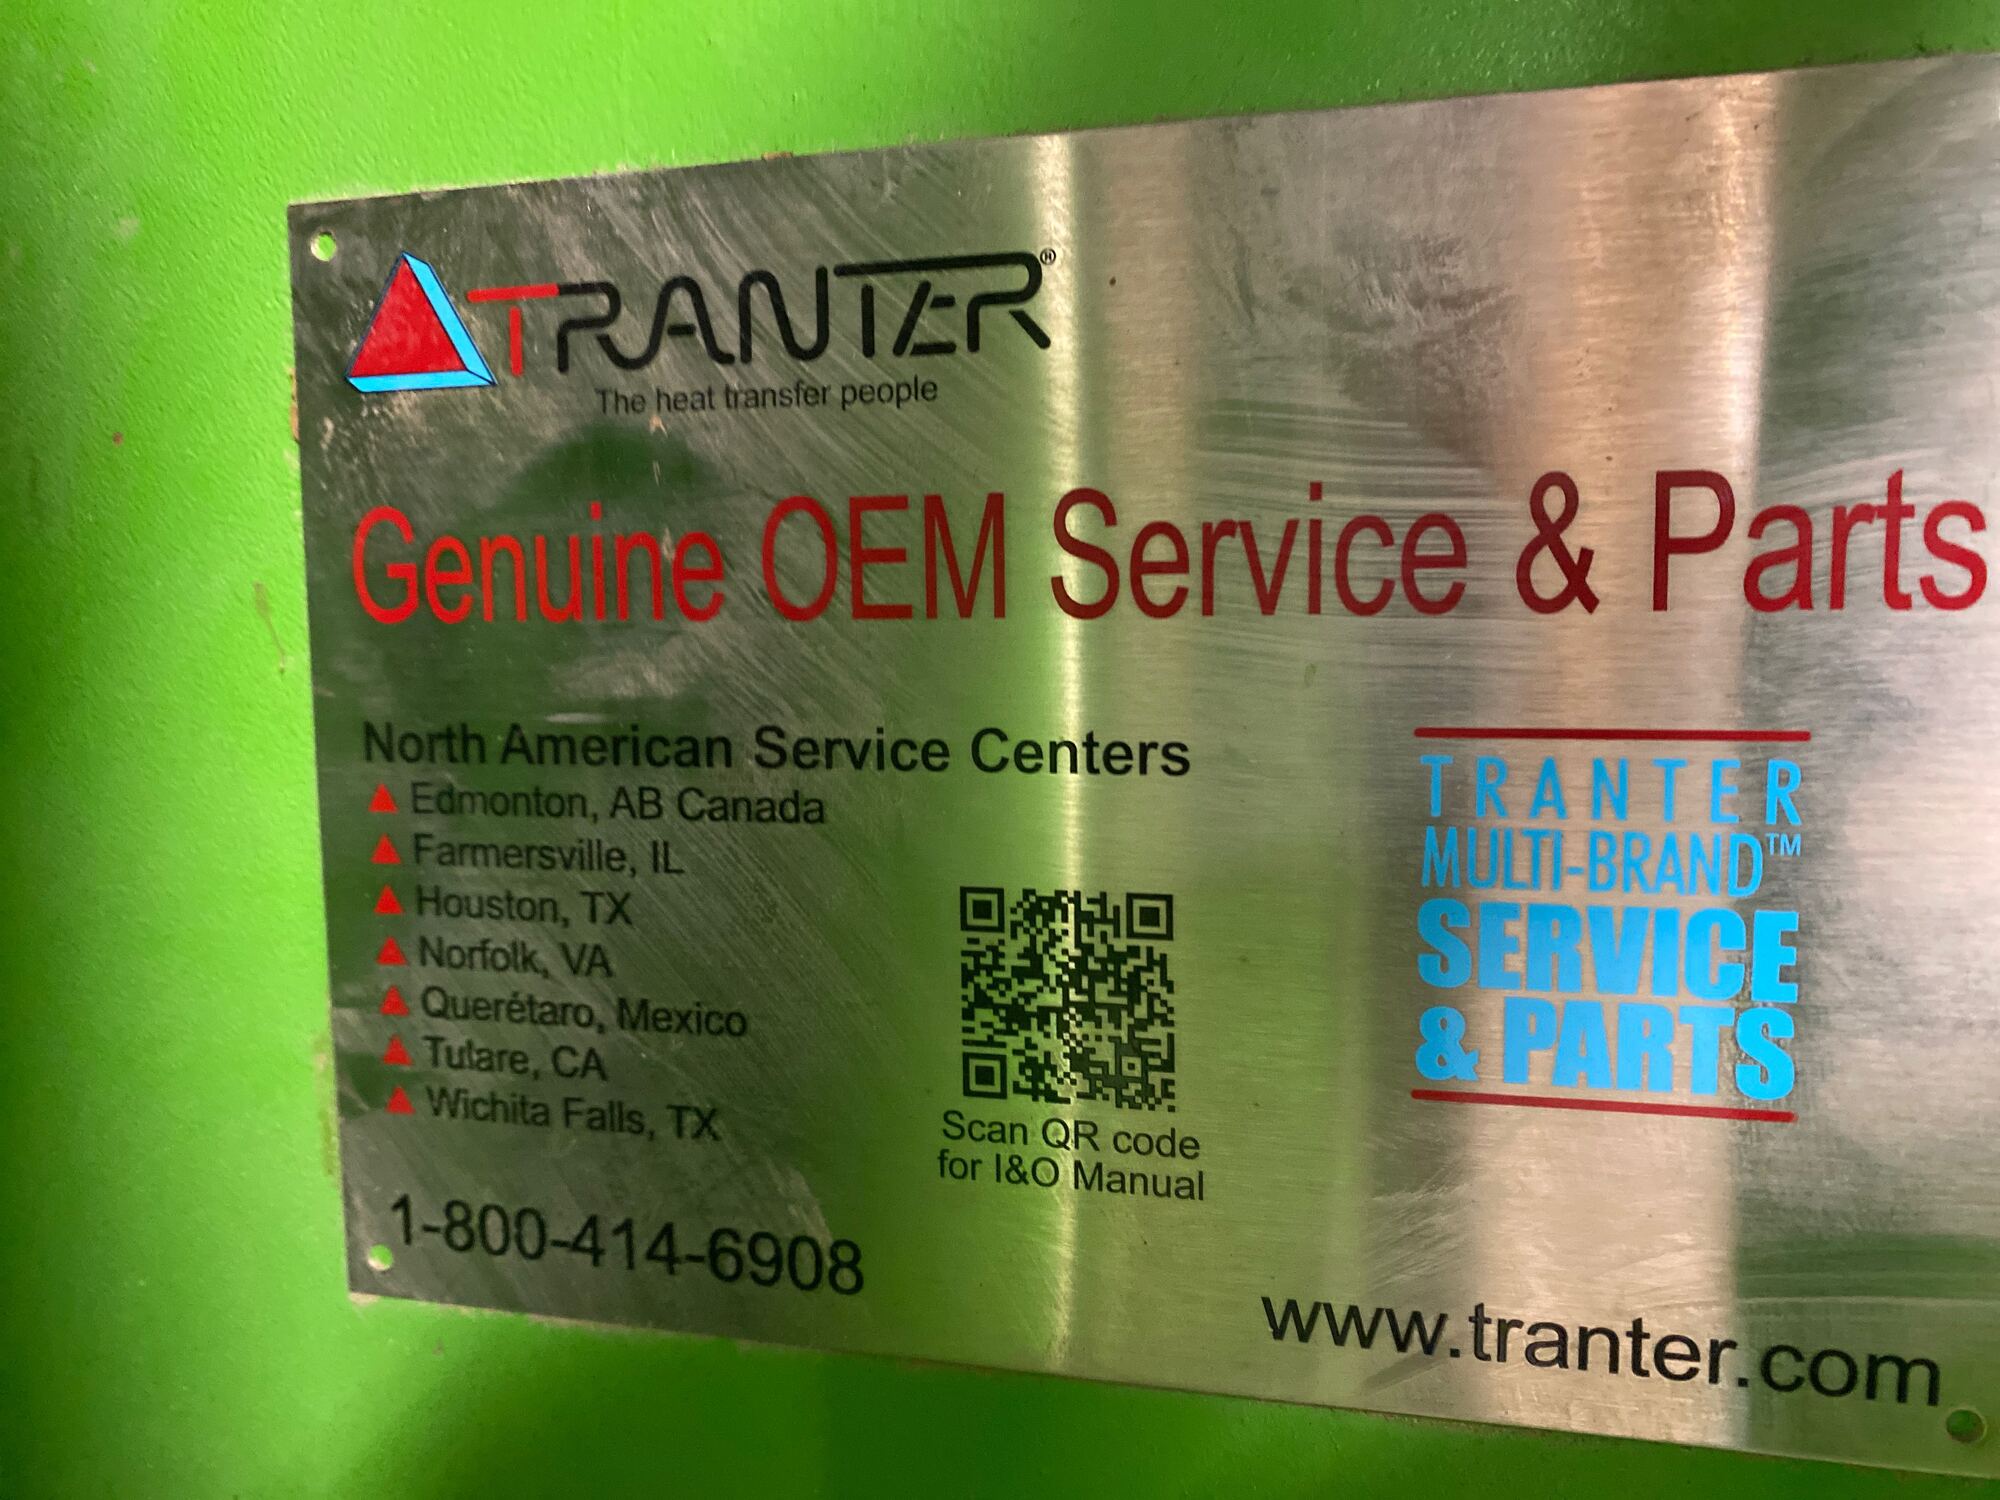 TRANTER®
The heat transfer people
Genuine OEM Service & Parts
North American Service Centers
Edmonton, AB Canada
Farmersville, IL
Houston, TX
Norfolk, VA
Querétaro, Mexico
Tulare, CA
Wichita Falls, TX
1-800-414-6908
Scan QR code
for I&O Manual
TRANTER
MULTI-BRAND™
SERVICE
& PARTS
www.tranter.com